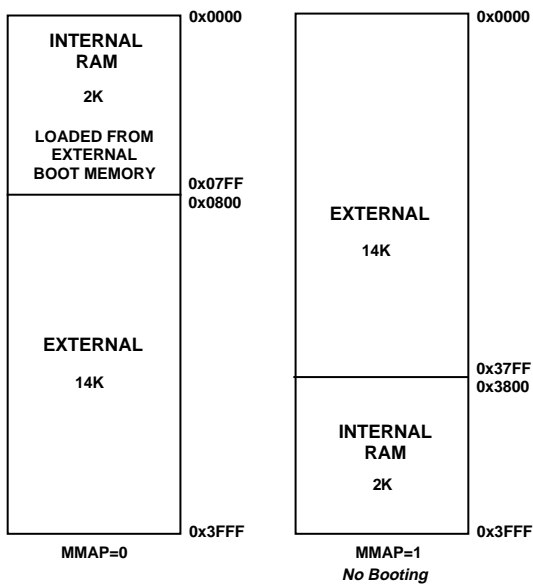 0x0000
INTERNAL
RAM
2K
LOADED FROM
EXTERNAL
BOOT MEMORY
0x07FF
0x0800
EXTERNAL
14K
0x3FFF
MMAP=0
0x0000
EXTERNAL
14K
0x37FF
0x3800
INTERNAL
RAM
2K
0x3FFF
MMAP=1
No Booting